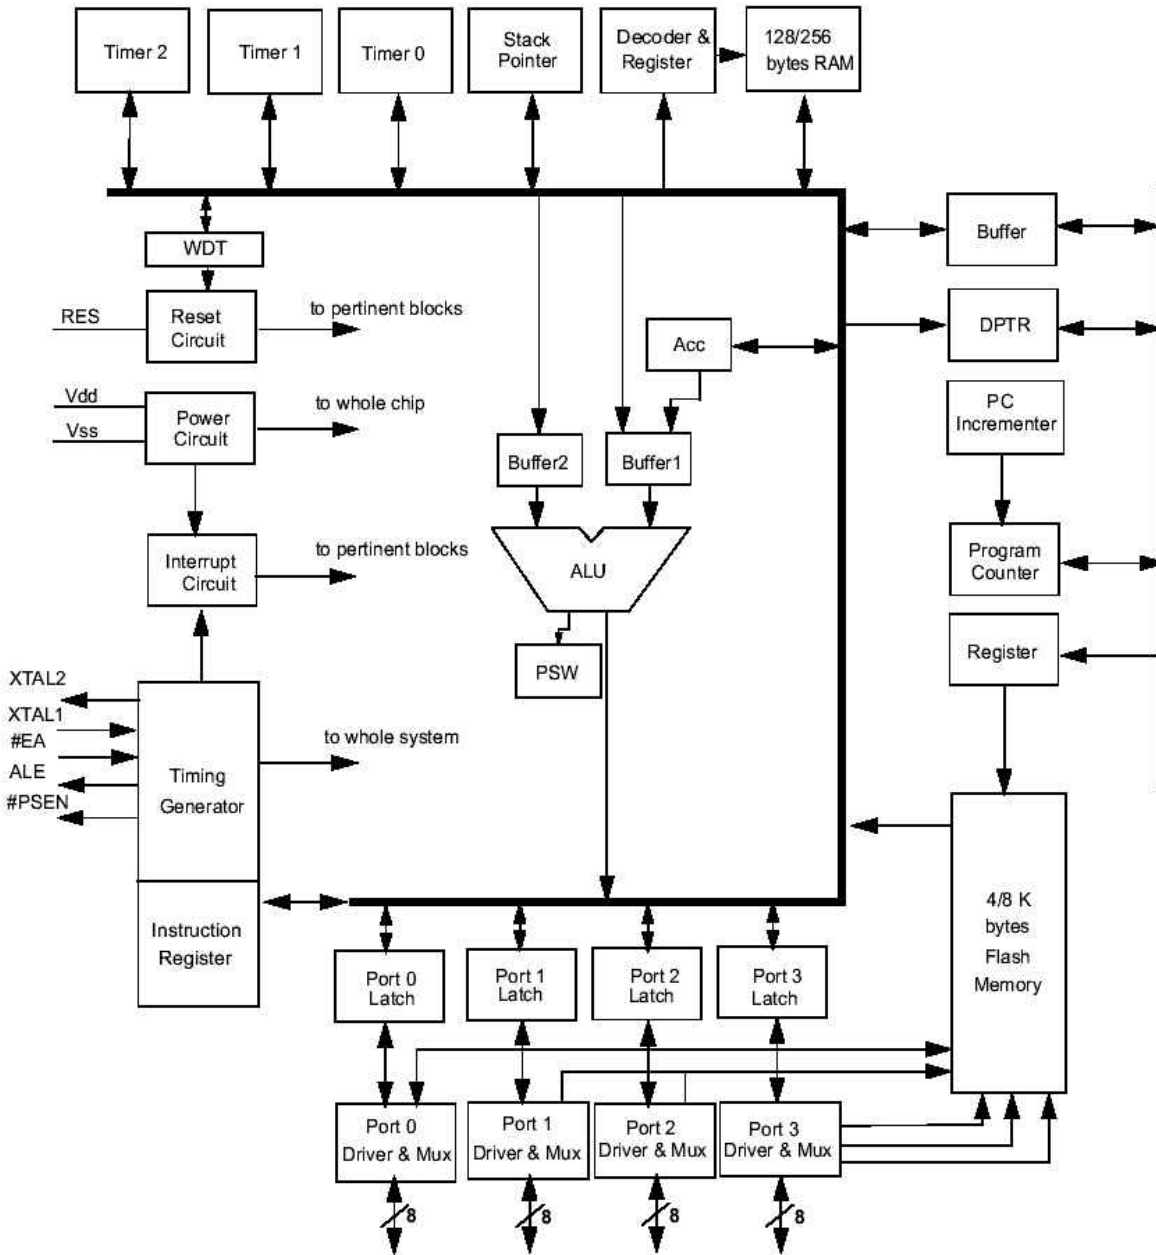 Timer 2
Timer 1
Timer 0
Stack
Pointer
Decoder &
Register
128/256
bytes RAM
WDT
Reset
Circuit
RES
to pertinent blocks
Vdd
Vss
Power
Circuit
to whole chip
Interrupt
Circuit
to pertinent blocks
XTAL2
XTAL1
#EA
ALE
#PSEN
Timing
Generator
to whole system
Instruction
Register
Acc
Buffer2
Buffer1
ALU
PSW
Buffer
DPTR
PC
Incrementer
Program
Counter
Register
4/8 K
bytes
Flash
Memory
Port 0
Latch
Port 1
Latch
Port 2
Latch
Port 3
Latch
Port 0
Driver & Mux
Port 1
Driver & Mux
Port 2
Driver & Mux
Port 3
Driver & Mux
8
8
8
8